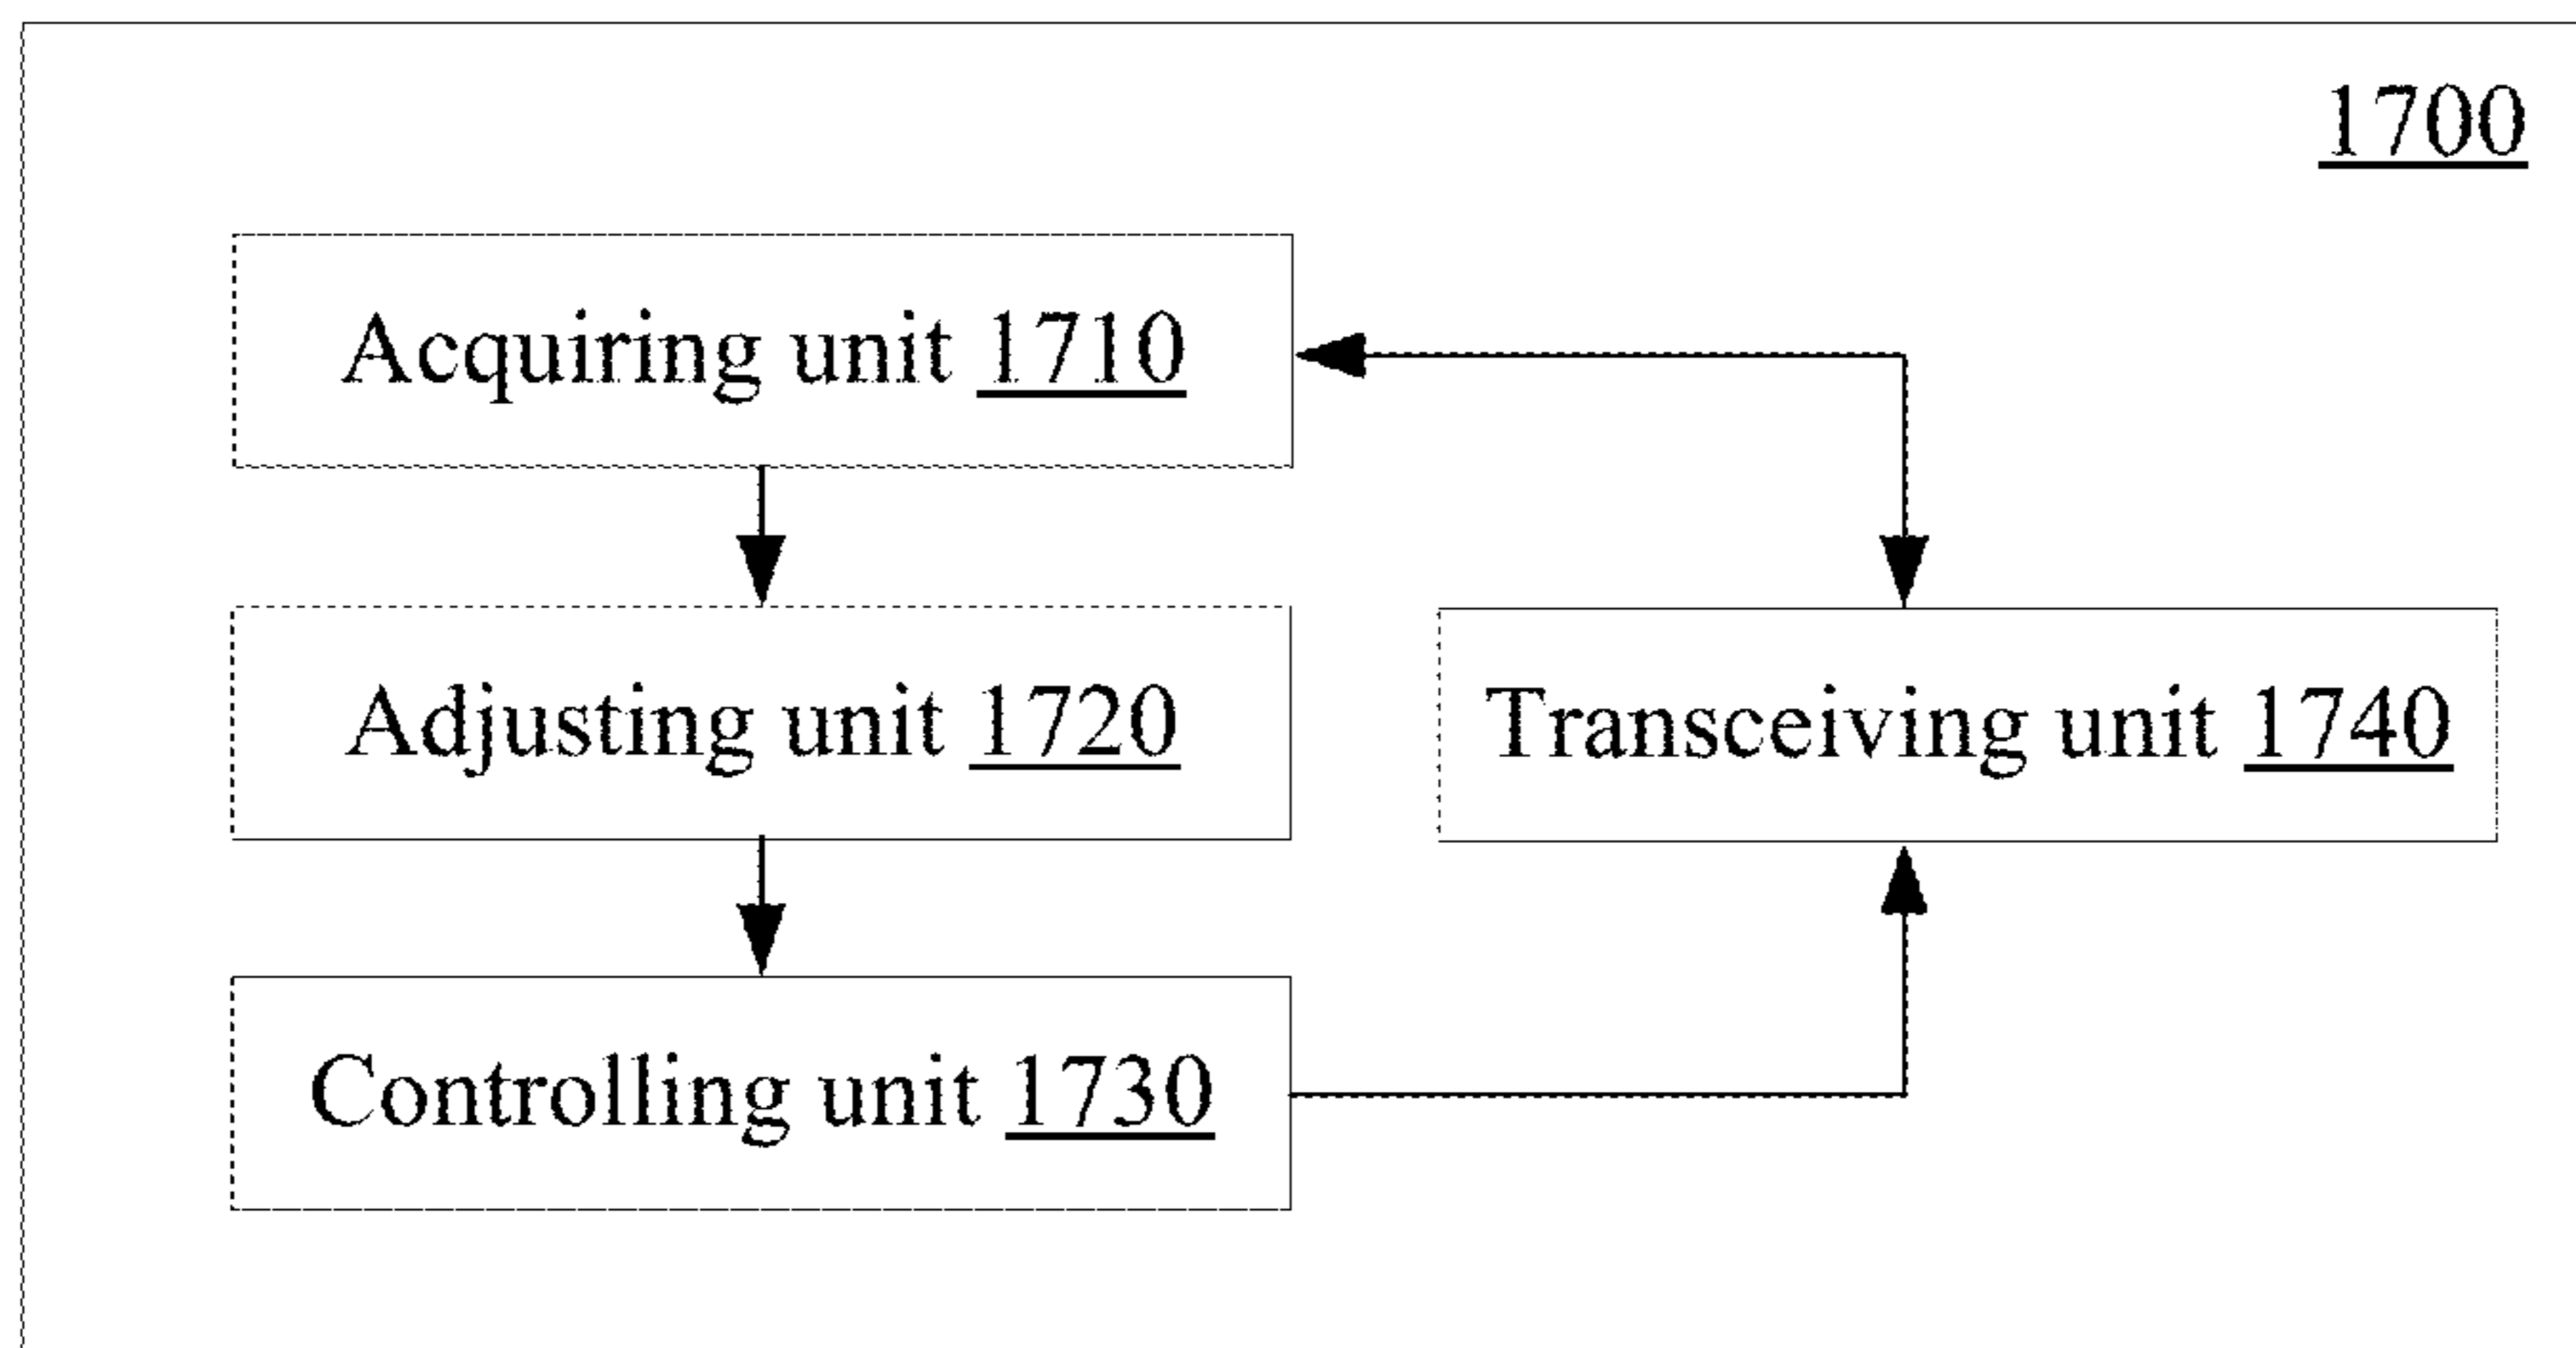 1700
Acquiring unit 1710
Adjusting unit 1720
Transceiving unit 1740
Controlling unit 1730